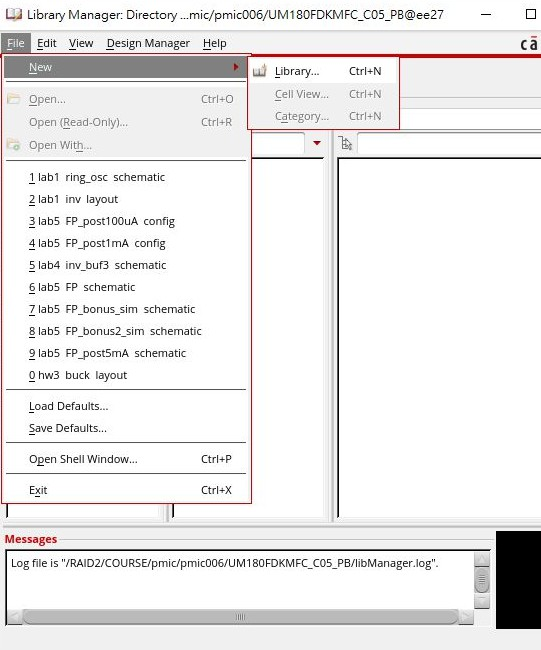 Library Manager: Directory ...mic/pmic006/UM180FDKMFC_C05_PB@ee27
File Edit View Design Manager Help cā
New
Library... Ctrl+N
Open... Ctrl+O
Cell View... Ctrl+N
Open (Read-Only)... Ctrl+R
Category... Ctrl+N
Open With...
1 lab1 ring_osc schematic
2 lab1 inv layout
3 lab5 FP_post100uA config
4 lab5 FP_post1mA config
5 lab4 inv_buf3 schematic
6 lab5 FP schematic
7 lab5 FP_bonus_sim schematic
8 lab5 FP_bonus2_sim schematic
9 lab5 FP_post5mA schematic
0 hw3 buck layout
Load Defaults...
Save Defaults...
Open Shell Window... Ctrl+P
Exit Ctrl+X
Messages
Log file is "/RAID2/COURSE/pmic/pmic006/UM180FDKMFC_C05_PB/libManager.log".